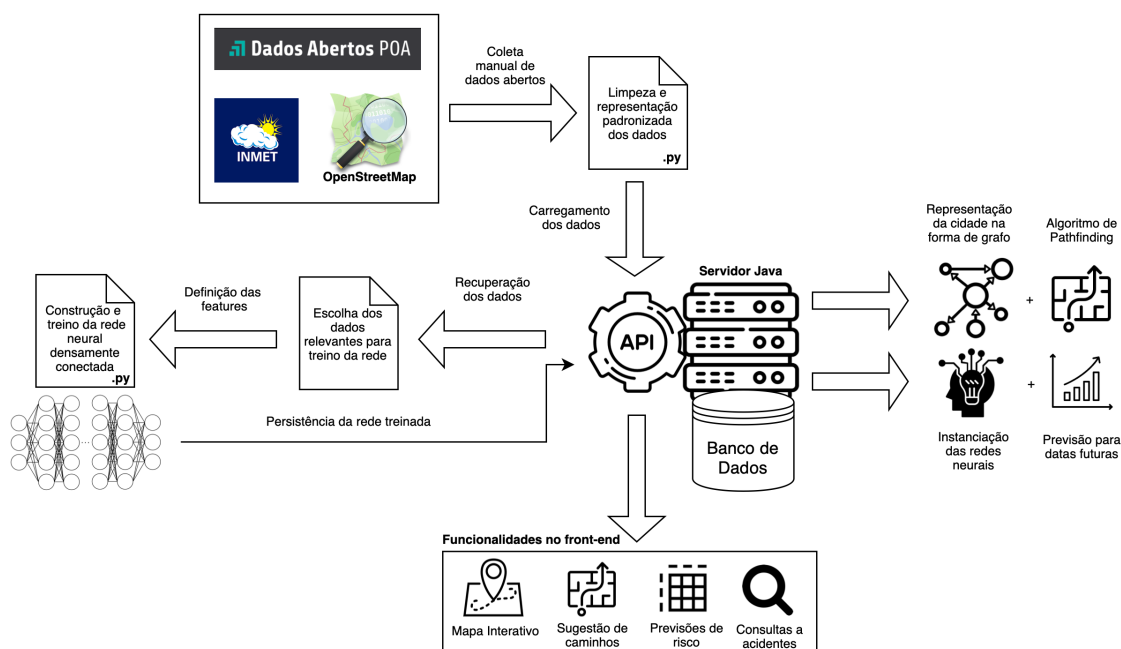 Dados Abertos POA
INMET
OpenStreetMap
Coleta
manual de
dados abertos
Limpeza e
representação
padronizada
dos dados
.py
Carregamento
dos dados
Servidor Java
API
Banco de
Dados
Recuperação
dos dados
Escolha dos
dados
relevantes para
treino da rede
Definição das
features
Construção e
treino da rede
neural
densamente
conectada
.py
...
Persistência da rede treinada
Representação
da cidade na
forma de grafo
+
Algoritmo de
Pathfinding
Instanciação
das redes
neurais
+
Previsão para
datas futuras
Funcionalidades no front-end
Mapa Interativo
Sugestão de
caminhos
Previsões de
risco
Consultas a
acidentes